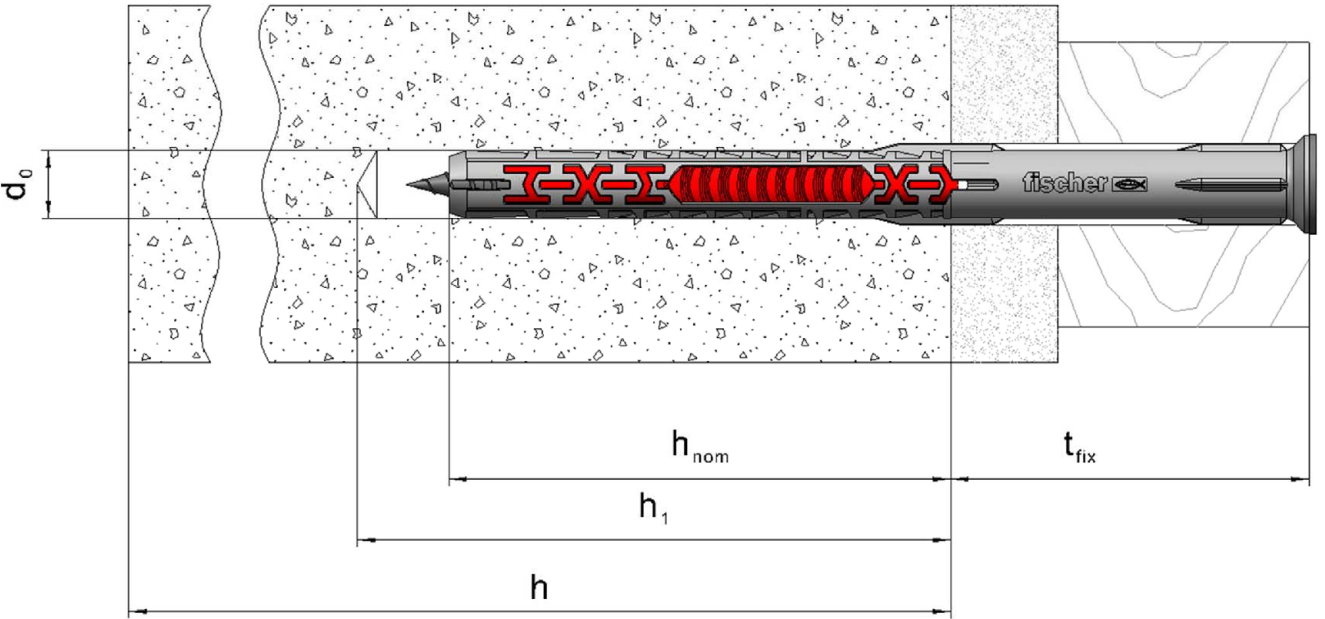 d0
fischer
hnom
tfix
h1
h